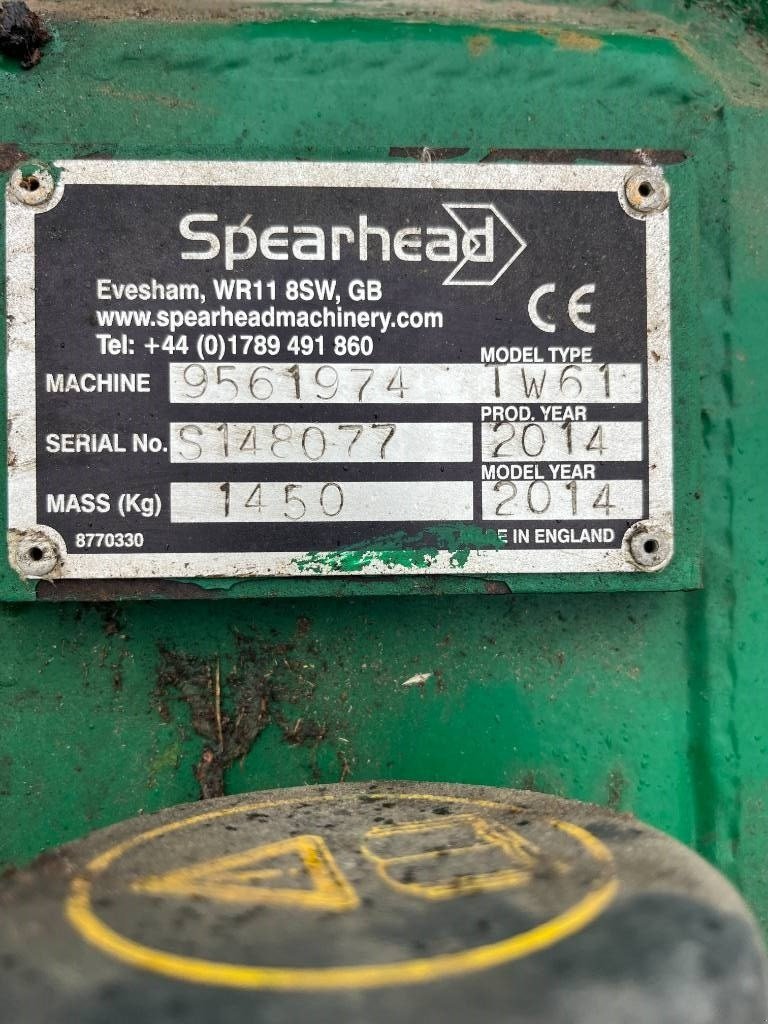 Spearhead
Evesham, WR11 8SW, GB
www.spearheadmachinery.com
Tel: +44 (0)1789 491 860
CE
MODEL TYPE
MACHINE 9561974 TW61
PROD. YEAR
SERIAL No. S148077 2014
MODEL YEAR
MASS (Kg) 1450 2014
8770330 IN ENGLAND